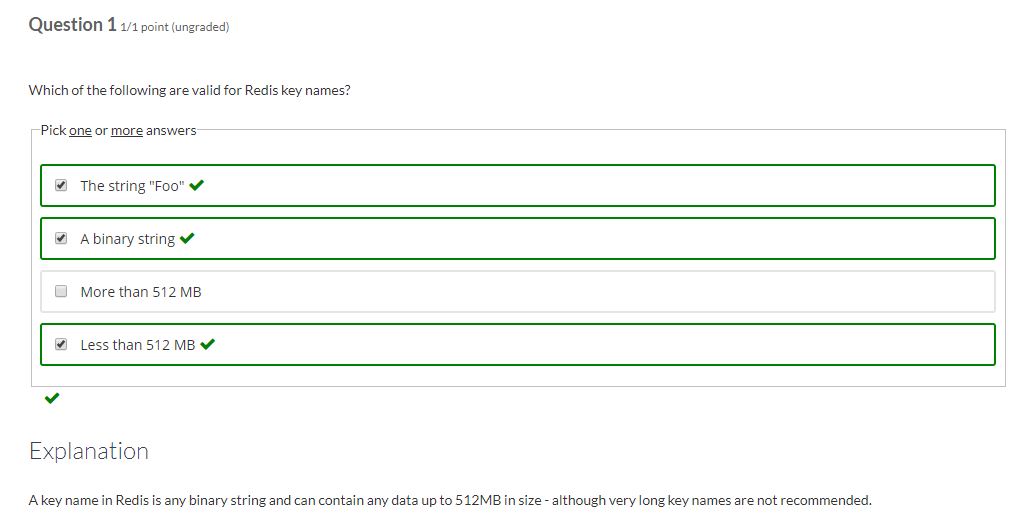 Question 1 1/1 point (ungraded)
Which of the following are valid for Redis key names?
Pick one or more answers
The string "Foo"
A binary string
More than 512 MB
Less than 512 MB
Explanation
A key name in Redis is any binary string and can contain any data up to 512MB in size - although very long key names are not recommended.